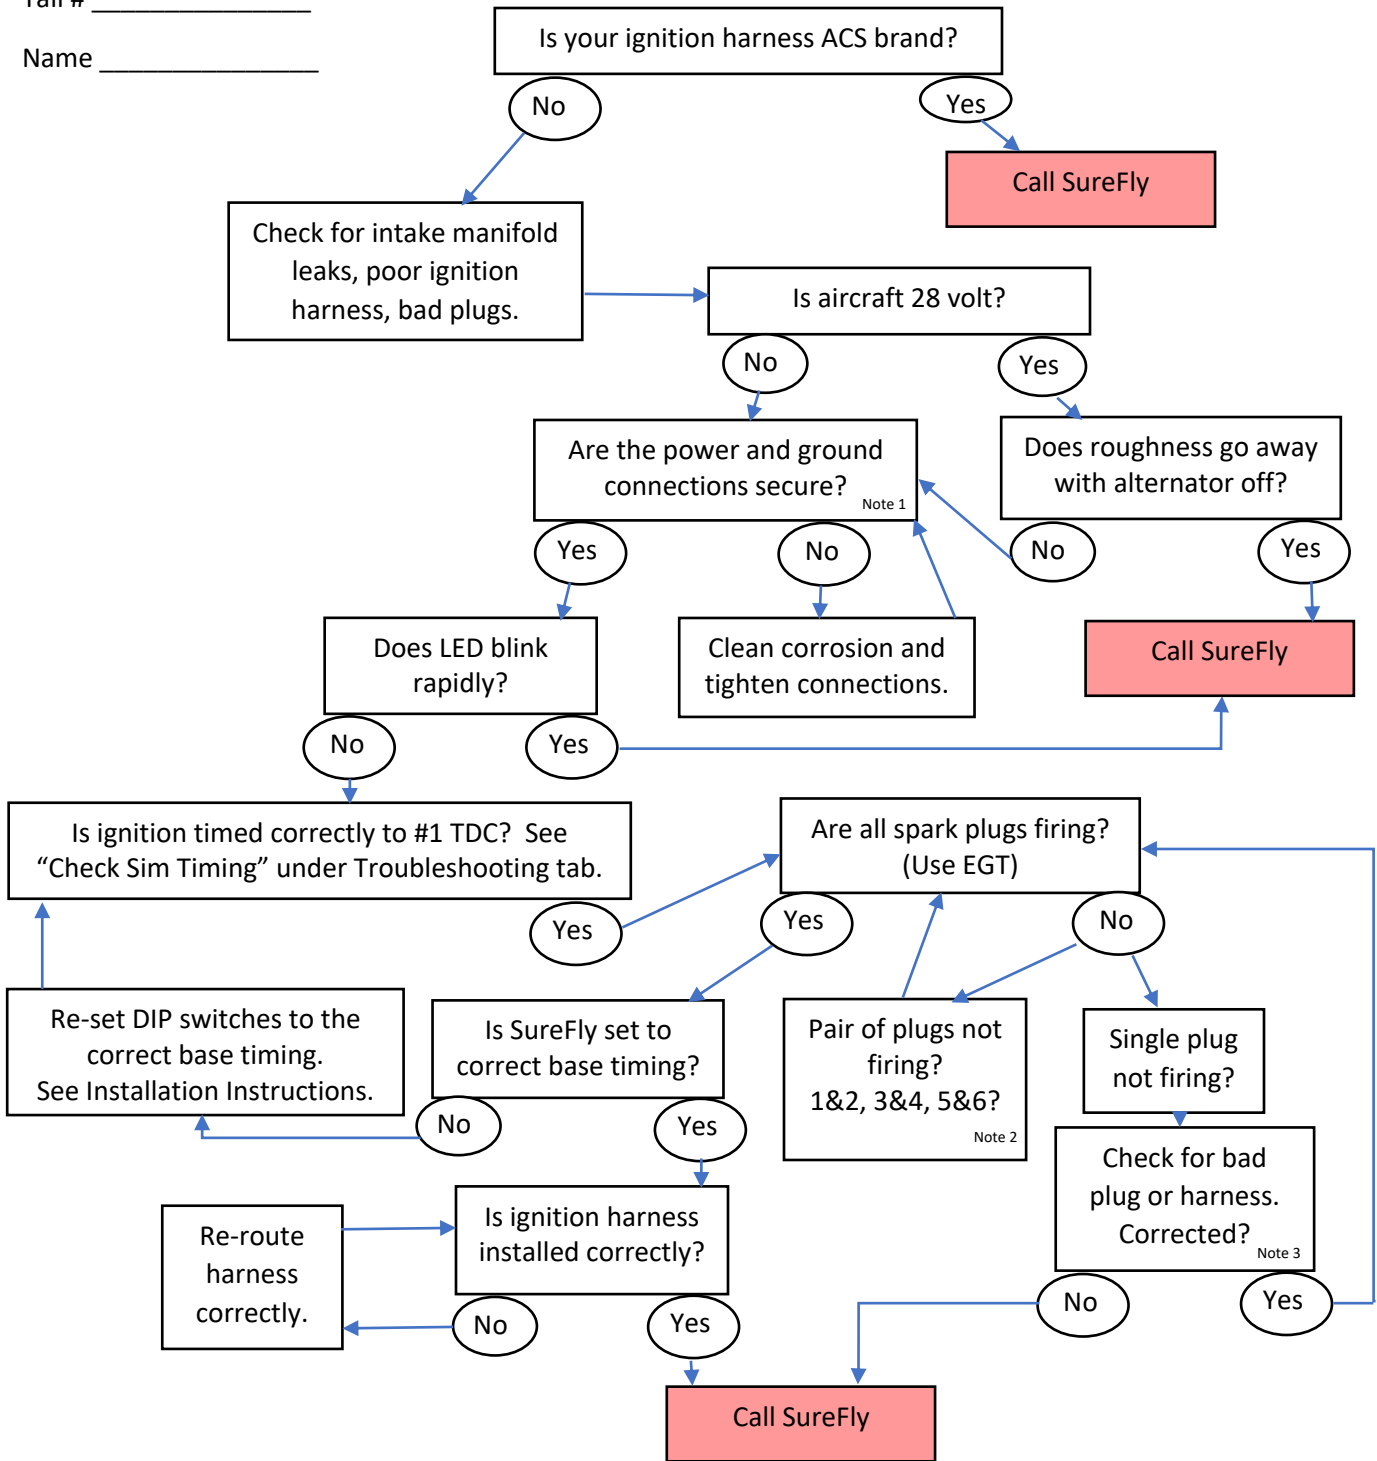 Tail # _______________
Name _______________
Is your ignition harness ACS brand?
No
Yes
Call SureFly
Check for intake manifold
leaks, poor ignition
harness, bad plugs.
Is aircraft 28 volt?
No
Yes
Are the power and ground
connections secure?
Note 1
Does roughness go away
with alternator off?
Yes
No
No
Yes
Does LED blink
rapidly?
Clean corrosion and
tighten connections.
Call SureFly
No
Yes
Is ignition timed correctly to #1 TDC?  See
“Check Sim Timing” under Troubleshooting tab.
Are all spark plugs firing?
(Use EGT)
Yes
Yes
No
Re-set DIP switches to the
correct base timing.
See Installation Instructions.
Is SureFly set to
correct base timing?
Pair of plugs not
firing?
1&2, 3&4, 5&6?
Note 2
Single plug
not firing?
No
Yes
Check for bad
plug or harness.
Corrected?
Note 3
Re-route
harness
correctly.
Is ignition harness
installed correctly?
No
Yes
No
Yes
Call SureFly